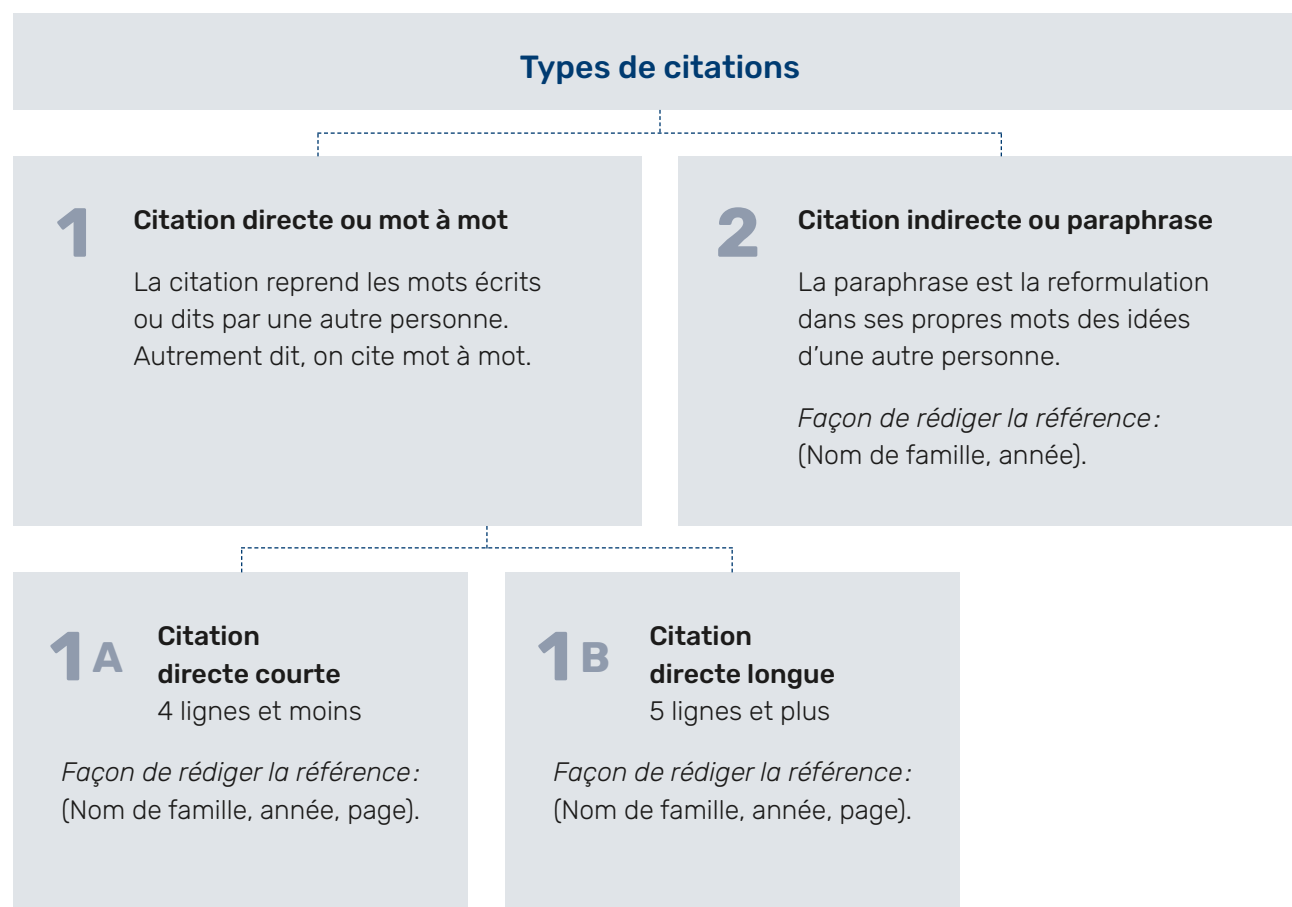 Types de citations
1
Citation directe ou mot à mot
La citation reprend les mots écrits
ou dits par une autre personne.
Autrement dit, on cite mot à mot.
2
Citation indirecte ou paraphrase
La paraphrase est la reformulation
dans ses propres mots des idées
d’une autre personne.
Façon de rédiger la référence :
(Nom de famille, année).
1 A
Citation
directe courte
4 lignes et moins
Façon de rédiger la référence :
(Nom de famille, année, page).
1 B
Citation
directe longue
5 lignes et plus
Façon de rédiger la référence :
(Nom de famille, année, page).